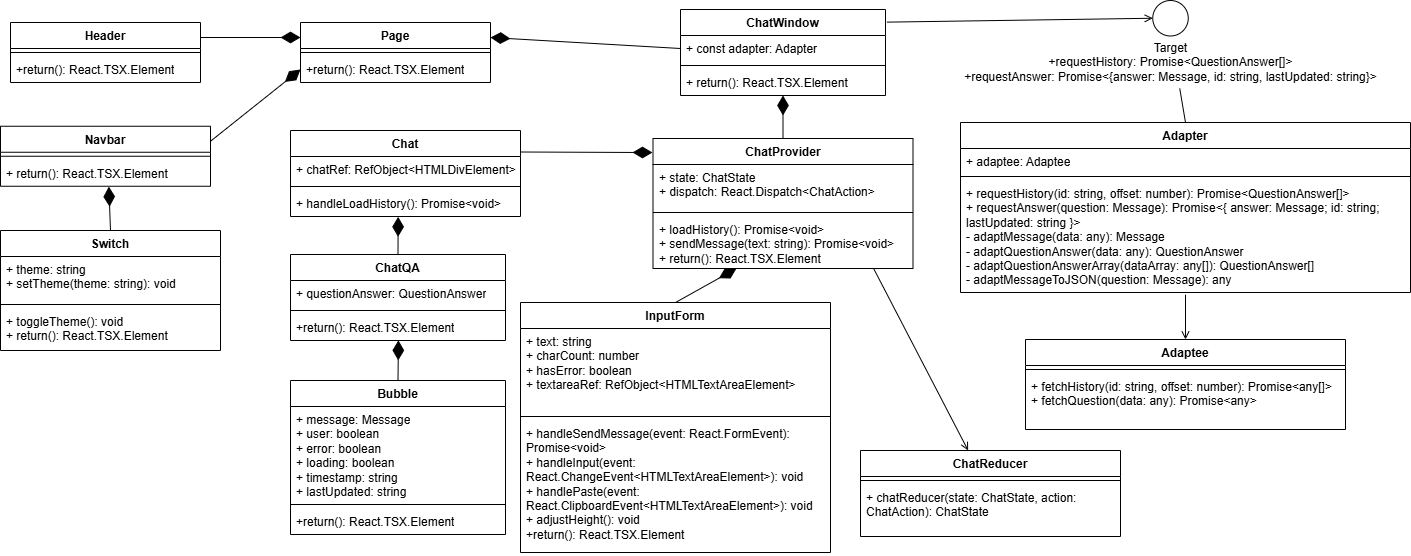 Header
+return(): React.TSX.Element
Page
+return(): React.TSX.Element
ChatWindow
+ const adapter: Adapter
+ return(): React.TSX.Element
Target
+requestHistory: Promise<QuestionAnswer[]>
+requestAnswer: Promise<{answer: Message, id: string, lastUpdated: string}>
Navbar
+ return(): React.TSX.Element
Chat
+ chatRef: RefObject<HTMLDivElement>
+ handleLoadHistory(): Promise<void>
ChatProvider
+ state: ChatState
+ dispatch: React.Dispatch<ChatAction>
+ loadHistory(): Promise<void>
+ sendMessage(text: string): Promise<void>
+ return(): React.TSX.Element
Adapter
+ adaptee: Adaptee
+ requestHistory(id: string, offset: number): Promise<QuestionAnswer[]>
+ requestAnswer(question: Message): Promise<{ answer: Message; id: string;
lastUpdated: string }>
- adaptMessage(data: any): Message
- adaptQuestionAnswer(data: any): QuestionAnswer
- adaptQuestionAnswerArray(dataArray: any[]): QuestionAnswer[]
- adaptMessageToJSON(question: Message): any
Switch
+ theme: string
+ setTheme(theme: string): void
+ toggleTheme(): void
+ return(): React.TSX.Element
ChatQA
+ questionAnswer: QuestionAnswer
+return(): React.TSX.Element
InputForm
+ text: string
+ charCount: number
+ hasError: boolean
+ textareaRef: RefObject<HTMLTextAreaElement>
+ handleSendMessage(event: React.FormEvent):
Promise<void>
+ handleInput(event:
React.ChangeEvent<HTMLTextAreaElement>): void
+ handlePaste(event:
React.ClipboardEvent<HTMLTextAreaElement>): void
+ adjustHeight(): void
+return(): React.TSX.Element
Adaptee
+ fetchHistory(id: string, offset: number): Promise<any[]>
+ fetchQuestion(data: any): Promise<any>
Bubble
+ message: Message
+ user: boolean
+ error: boolean
+ loading: boolean
+ timestamp: string
+ lastUpdated: string
+return(): React.TSX.Element
ChatReducer
+ chatReducer(state: ChatState, action:
ChatAction): ChatState